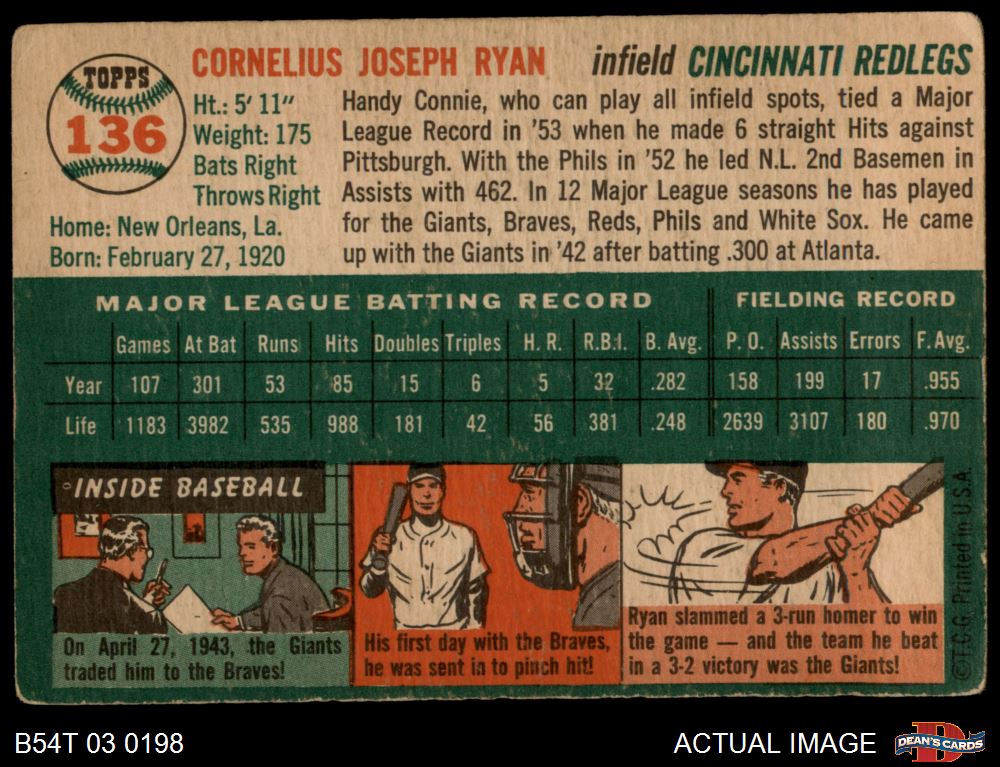 TOPPS
136
CORNELIUS JOSEPH RYAN infield CINCINNATI REDLEGS
Ht.: 5' 11"
Weight: 175
Bats Right
Throws Right
Home: New Orleans, La.
Born: February 27, 1920
Handy Connie, who can play all infield spots, tied a Major
League Record in '53 when he made 6 straight Hits against
Pittsburgh. With the Phils in '52 he led N.L. 2nd Basemen in
Assists with 462. In 12 Major League seasons he has played
for the Giants, Braves, Reds, Phils and White Sox. He came
up with the Giants in '42 after batting .300 at Atlanta.
MAJOR LEAGUE BATTING RECORD FIELDING RECORD
Games At Bat Runs Hits Doubles Triples H. R. R.B.I. B. Avg. P. O. Assists Errors F. Avg.
Year 107 301 53 85 15 6 5 32 .282 158 199 17 .955
Life 1183 3982 535 988 181 42 56 381 .248 2639 3107 180 .970
INSIDE BASEBALL
On April 27, 1943, the Giants
traded him to the Braves!
His first day with the Braves,
he was sent in to pinch hit!
Ryan slammed a 3-run homer to win
the game — and the team he beat
in a 3-2 victory was the Giants!
©T.C.G. Printed in U.S.A.
B54T 03 0198
ACTUAL IMAGE
D
DEAN'S CARDS